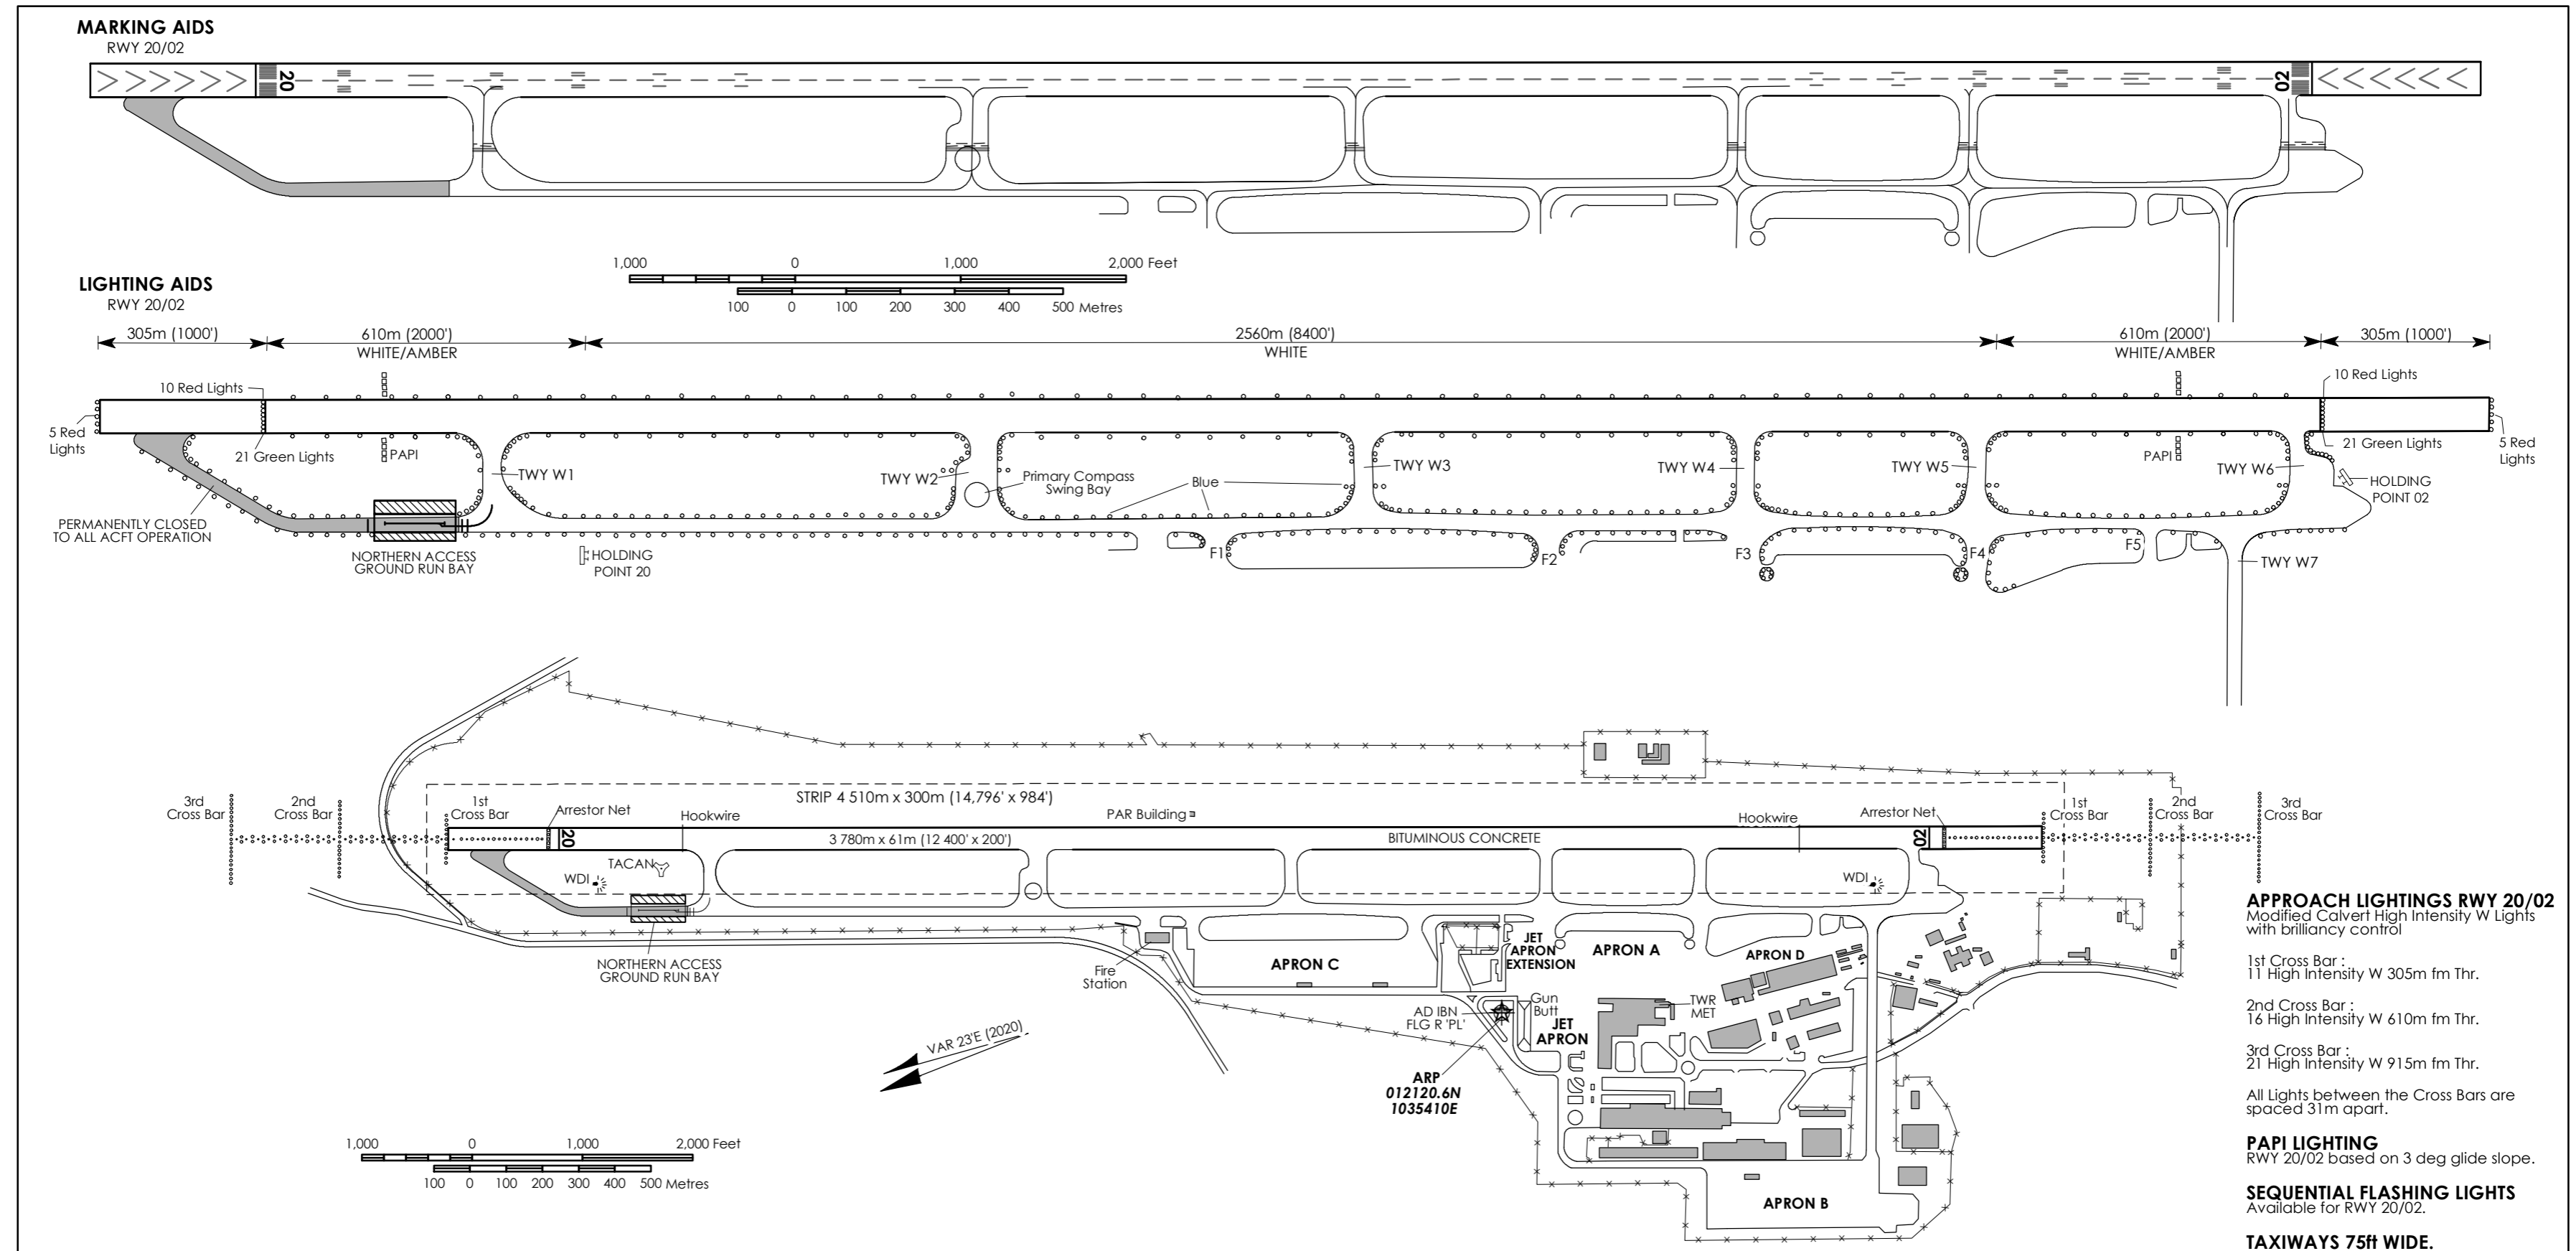 MARKING AIDS
RWY 20/02
20
02
1,000 0 1,000 2,000 Feet
100 0 100 200 300 400 500 Metres
LIGHTING AIDS
RWY 20/02
305m (1000')
610m (2000')
WHITE/AMBER
2560m (8400')
WHITE
610m (2000')
WHITE/AMBER
305m (1000')
10 Red Lights
10 Red Lights
5 Red
Lights
21 Green Lights
PAPI
21 Green Lights
PAPI
5 Red
Lights
TWY W1
TWY W2
Primary Compass
Swing Bay
Blue
TWY W3
TWY W4
TWY W5
TWY W6
HOLDING
POINT 02
PERMANENTLY CLOSED
TO ALL ACFT OPERATION
NORTHERN ACCESS
GROUND RUN BAY
HOLDING
POINT 20
F1
F2
F3
F4
F5
TWY W7
3rd
Cross Bar
2nd
Cross Bar
1st
Cross Bar
Arrestor Net
Hookwire
STRIP 4 510m x 300m (14,796' x 984')
PAR Building
Hookwire
Arrestor Net
1st
Cross Bar
2nd
Cross Bar
3rd
Cross Bar
20
3 780m x 61m (12 400' x 200')
BITUMINOUS CONCRETE
02
TACAN
WDI
WDI
NORTHERN ACCESS
GROUND RUN BAY
Fire
Station
APRON C
JET
APRON
EXTENSION
APRON A
APRON D
AD IBN
FLG R 'PL'
Gun
Butt
JET
APRON
TWR
MET
VAR 23'E (2020)
ARP
012120.6N
1035410E
APRON B
1,000 0 1,000 2,000 Feet
100 0 100 200 300 400 500 Metres
APPROACH LIGHTINGS RWY 20/02
Modified Calvert High Intensity W Lights
with brilliancy control
1st Cross Bar :
11 High Intensity W 305m fm Thr.
2nd Cross Bar :
16 High Intensity W 610m fm Thr.
3rd Cross Bar :
21 High Intensity W 915m fm Thr.
All Lights between the Cross Bars are
spaced 31m apart.
PAPI LIGHTING
RWY 20/02 based on 3 deg glide slope.
SEQUENTIAL FLASHING LIGHTS
Available for RWY 20/02.
TAXIWAYS 75ft WIDE.